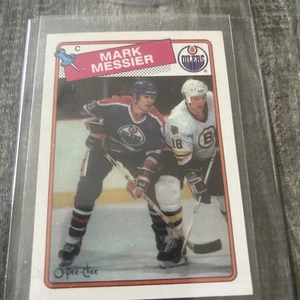 C
MARK
MESSIER
OILERS
B
18
O-Pee-Chee